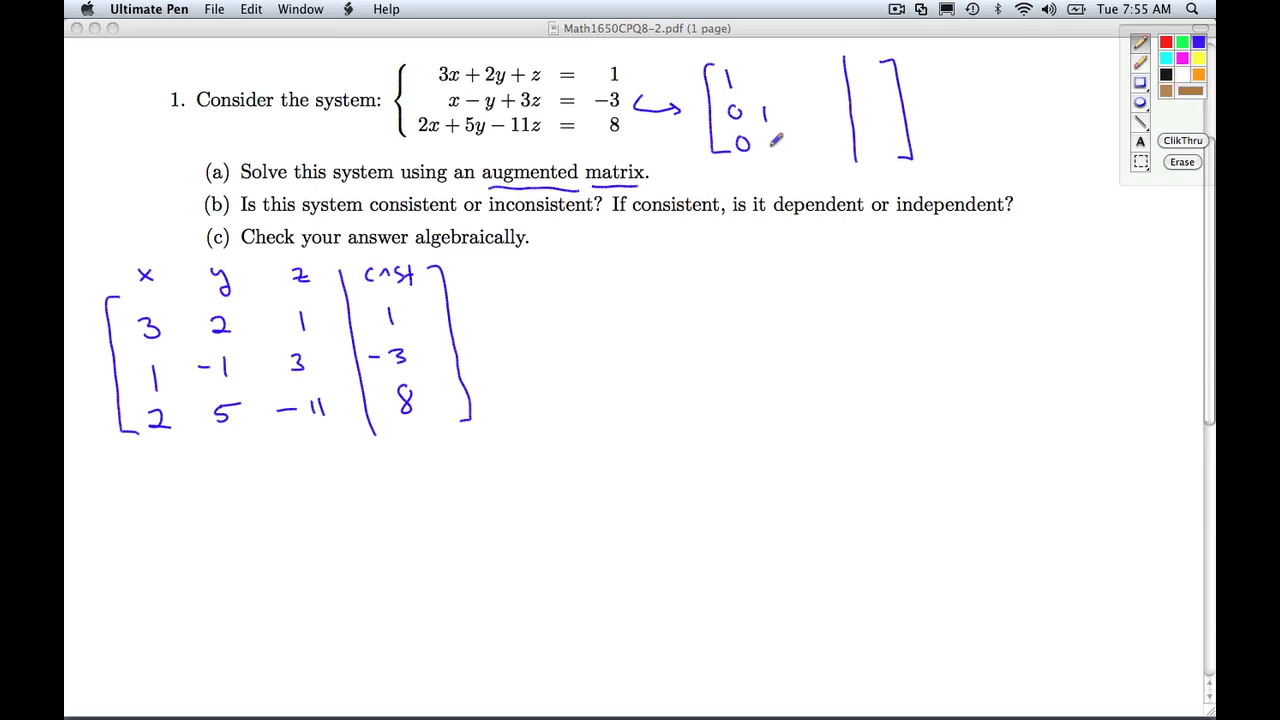 Ultimate Pen File Edit Window Help Tue 7:55 AM
Math1650CPQ8-2.pdf (1 page)
1. Consider the system:
3x + 2y + z = 1
x − y + 3z = −3
2x + 5y − 11z = 8
1
0 1
0
ClikThru
Erase
A
(a) Solve this system using an augmented matrix.
(b) Is this system consistent or inconsistent? If consistent, is it dependent or independent?
(c) Check your answer algebraically.
x y z cnst
3 2 1 1
1 -1 3 -3
2 5 -11 8